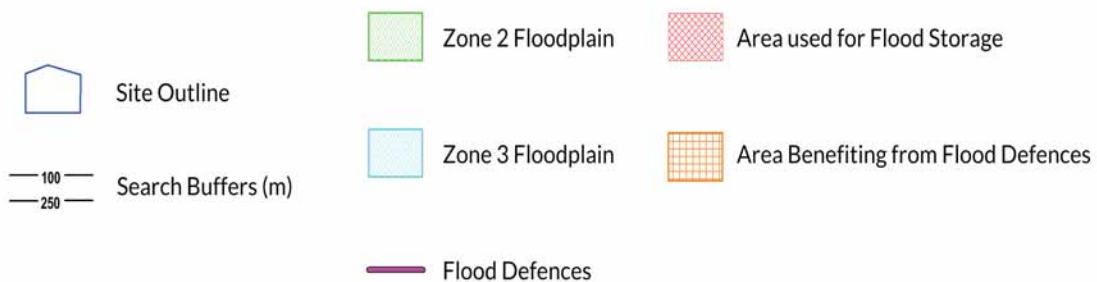 Site Outline
100
250
Search Buffers (m)
Zone 2 Floodplain
Zone 3 Floodplain
Flood Defences
Area used for Flood Storage
Area Benefiting from Flood Defences